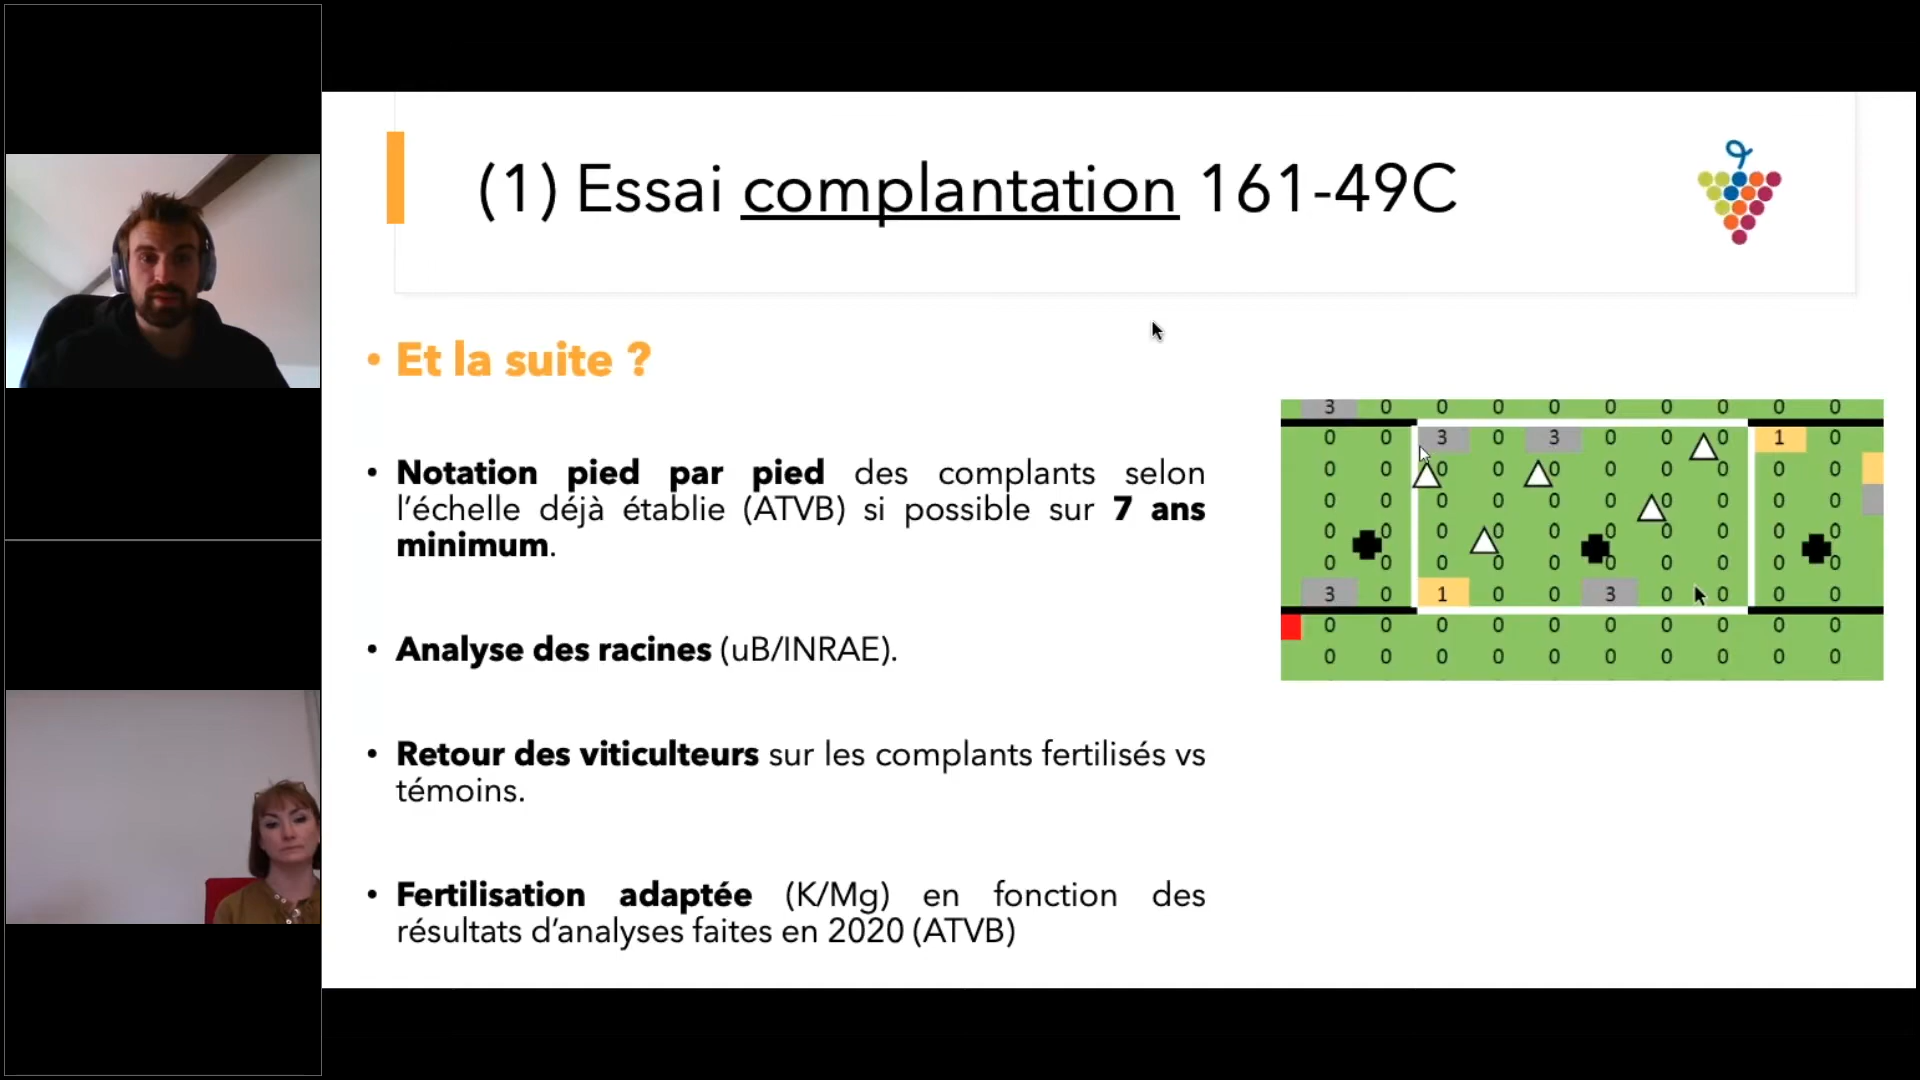 (1) Essai complantation 161-49C
• Et la suite ?
• Notation pied par pied des complants selon
l’échelle déjà établie (ATVB) si possible sur 7 ans
minimum.
• Analyse des racines (uB/INRAE).
• Retour des viticulteurs sur les complants fertilisés vs
témoins.
• Fertilisation adaptée (K/Mg) en fonction des
résultats d’analyses faites en 2020 (ATVB)
3 0 0 0 0 0 0 0 0 0
0 0 3 0 3 0 0 0 1 0
0 0 0 0 0 0 0 0 0 0
0 0 0 0 0 0 0 0 0 0
0 0 0 0 0 0 0 0 0 0
0 0 0 0 0 0 0 0 0 0
3 0 1 0 0 3 0 0 0 0
0 0 0 0 0 0 0 0 0 0
0 0 0 0 0 0 0 0 0 0